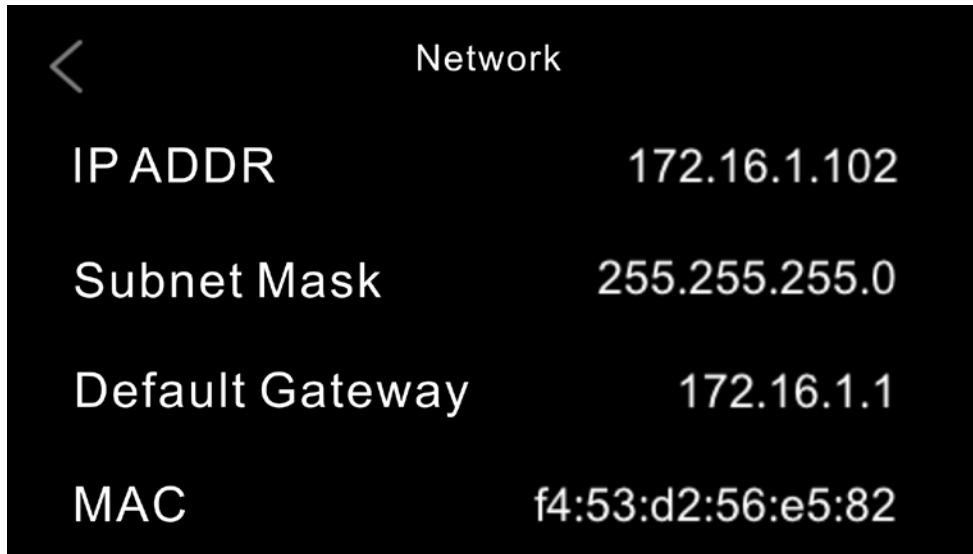 Network
IP ADDR 172.16.1.102
Subnet Mask 255.255.255.0
Default Gateway 172.16.1.1
MAC f4:53:d2:56:e5:82